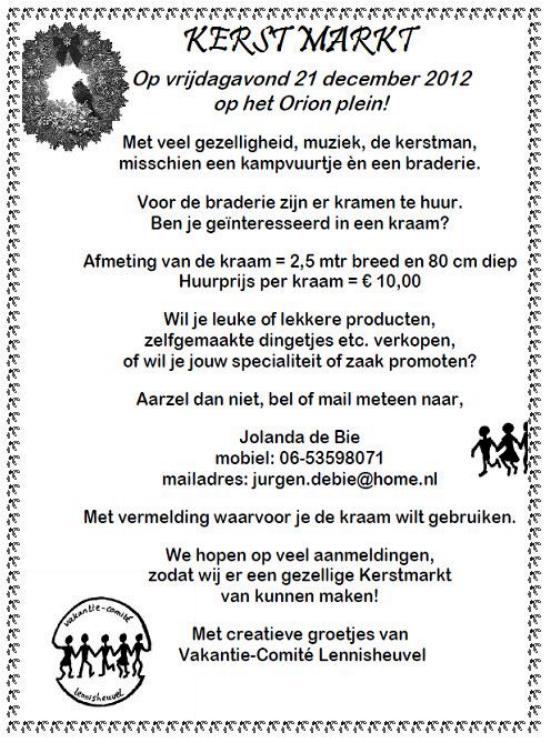 KERST MARKT
Op vrijdagavond 21 december 2012
op het Orion plein!
Met veel gezelligheid, muziek, de kerstman,
misschien een kampvuurtje èn een braderie.
Voor de braderie zijn er kramen te huur.
Ben je geïnteresseerd in een kraam?
Afmeting van de kraam = 2,5 mtr breed en 80 cm diep
Huurprijs per kraam = € 10,00
Wil je leuke of lekkere producten,
zelfgemaakte dingetjes etc. verkopen,
of wil je jouw specialiteit of zaak promoten?
Aarzel dan niet, bel of mail meteen naar,
Jolanda de Bie
mobiel: 06-53598071
mailadres: jurgen.debie@home.nl
Met vermelding waarvoor je de kraam wilt gebruiken.
We hopen op veel aanmeldingen,
zodat wij er een gezellige Kerstmarkt
van kunnen maken!
Met creatieve groetjes van
Vakantie-Comité Lennisheuvel
vakantie-comité
Lennisheuvel